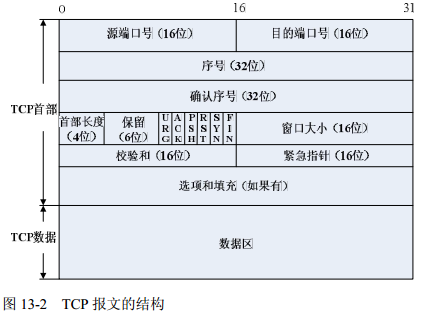 0 16 31
源端口号(16位) 目的端口号(16位)
序号(32位)
确认序号(32位)
TCP首部
首部长度(4位) 保留(6位) URG ACK PSH RST SYN FIN 窗口大小(16位)
校验和(16位) 紧急指针(16位)
选项和填充(如果有)
TCP数据
数据区
图 13-2 TCP 报文的结构